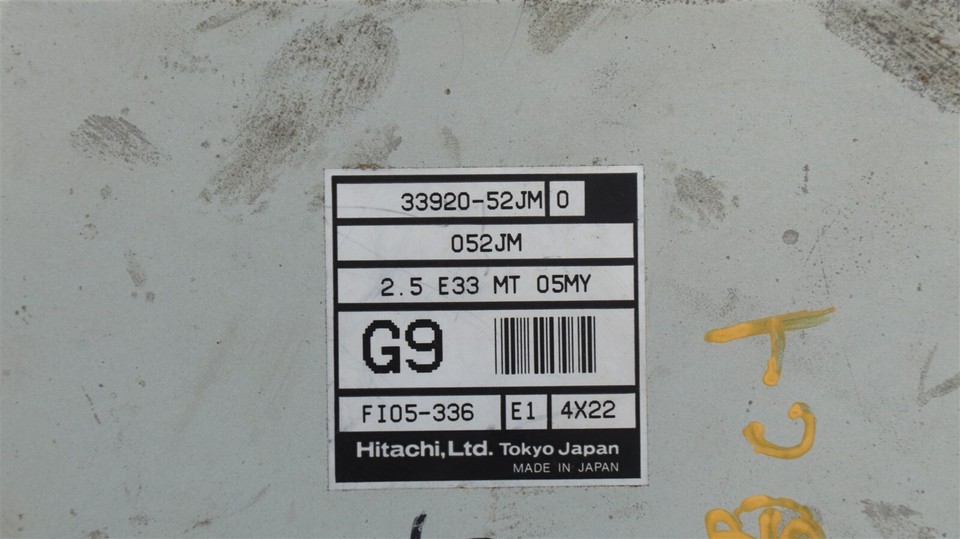 33920-52JM 0
052JM
2.5 E33 MT 05MY
G9
FI05-336 E1 4X22
Hitachi,Ltd. Tokyo Japan
MADE IN JAPAN